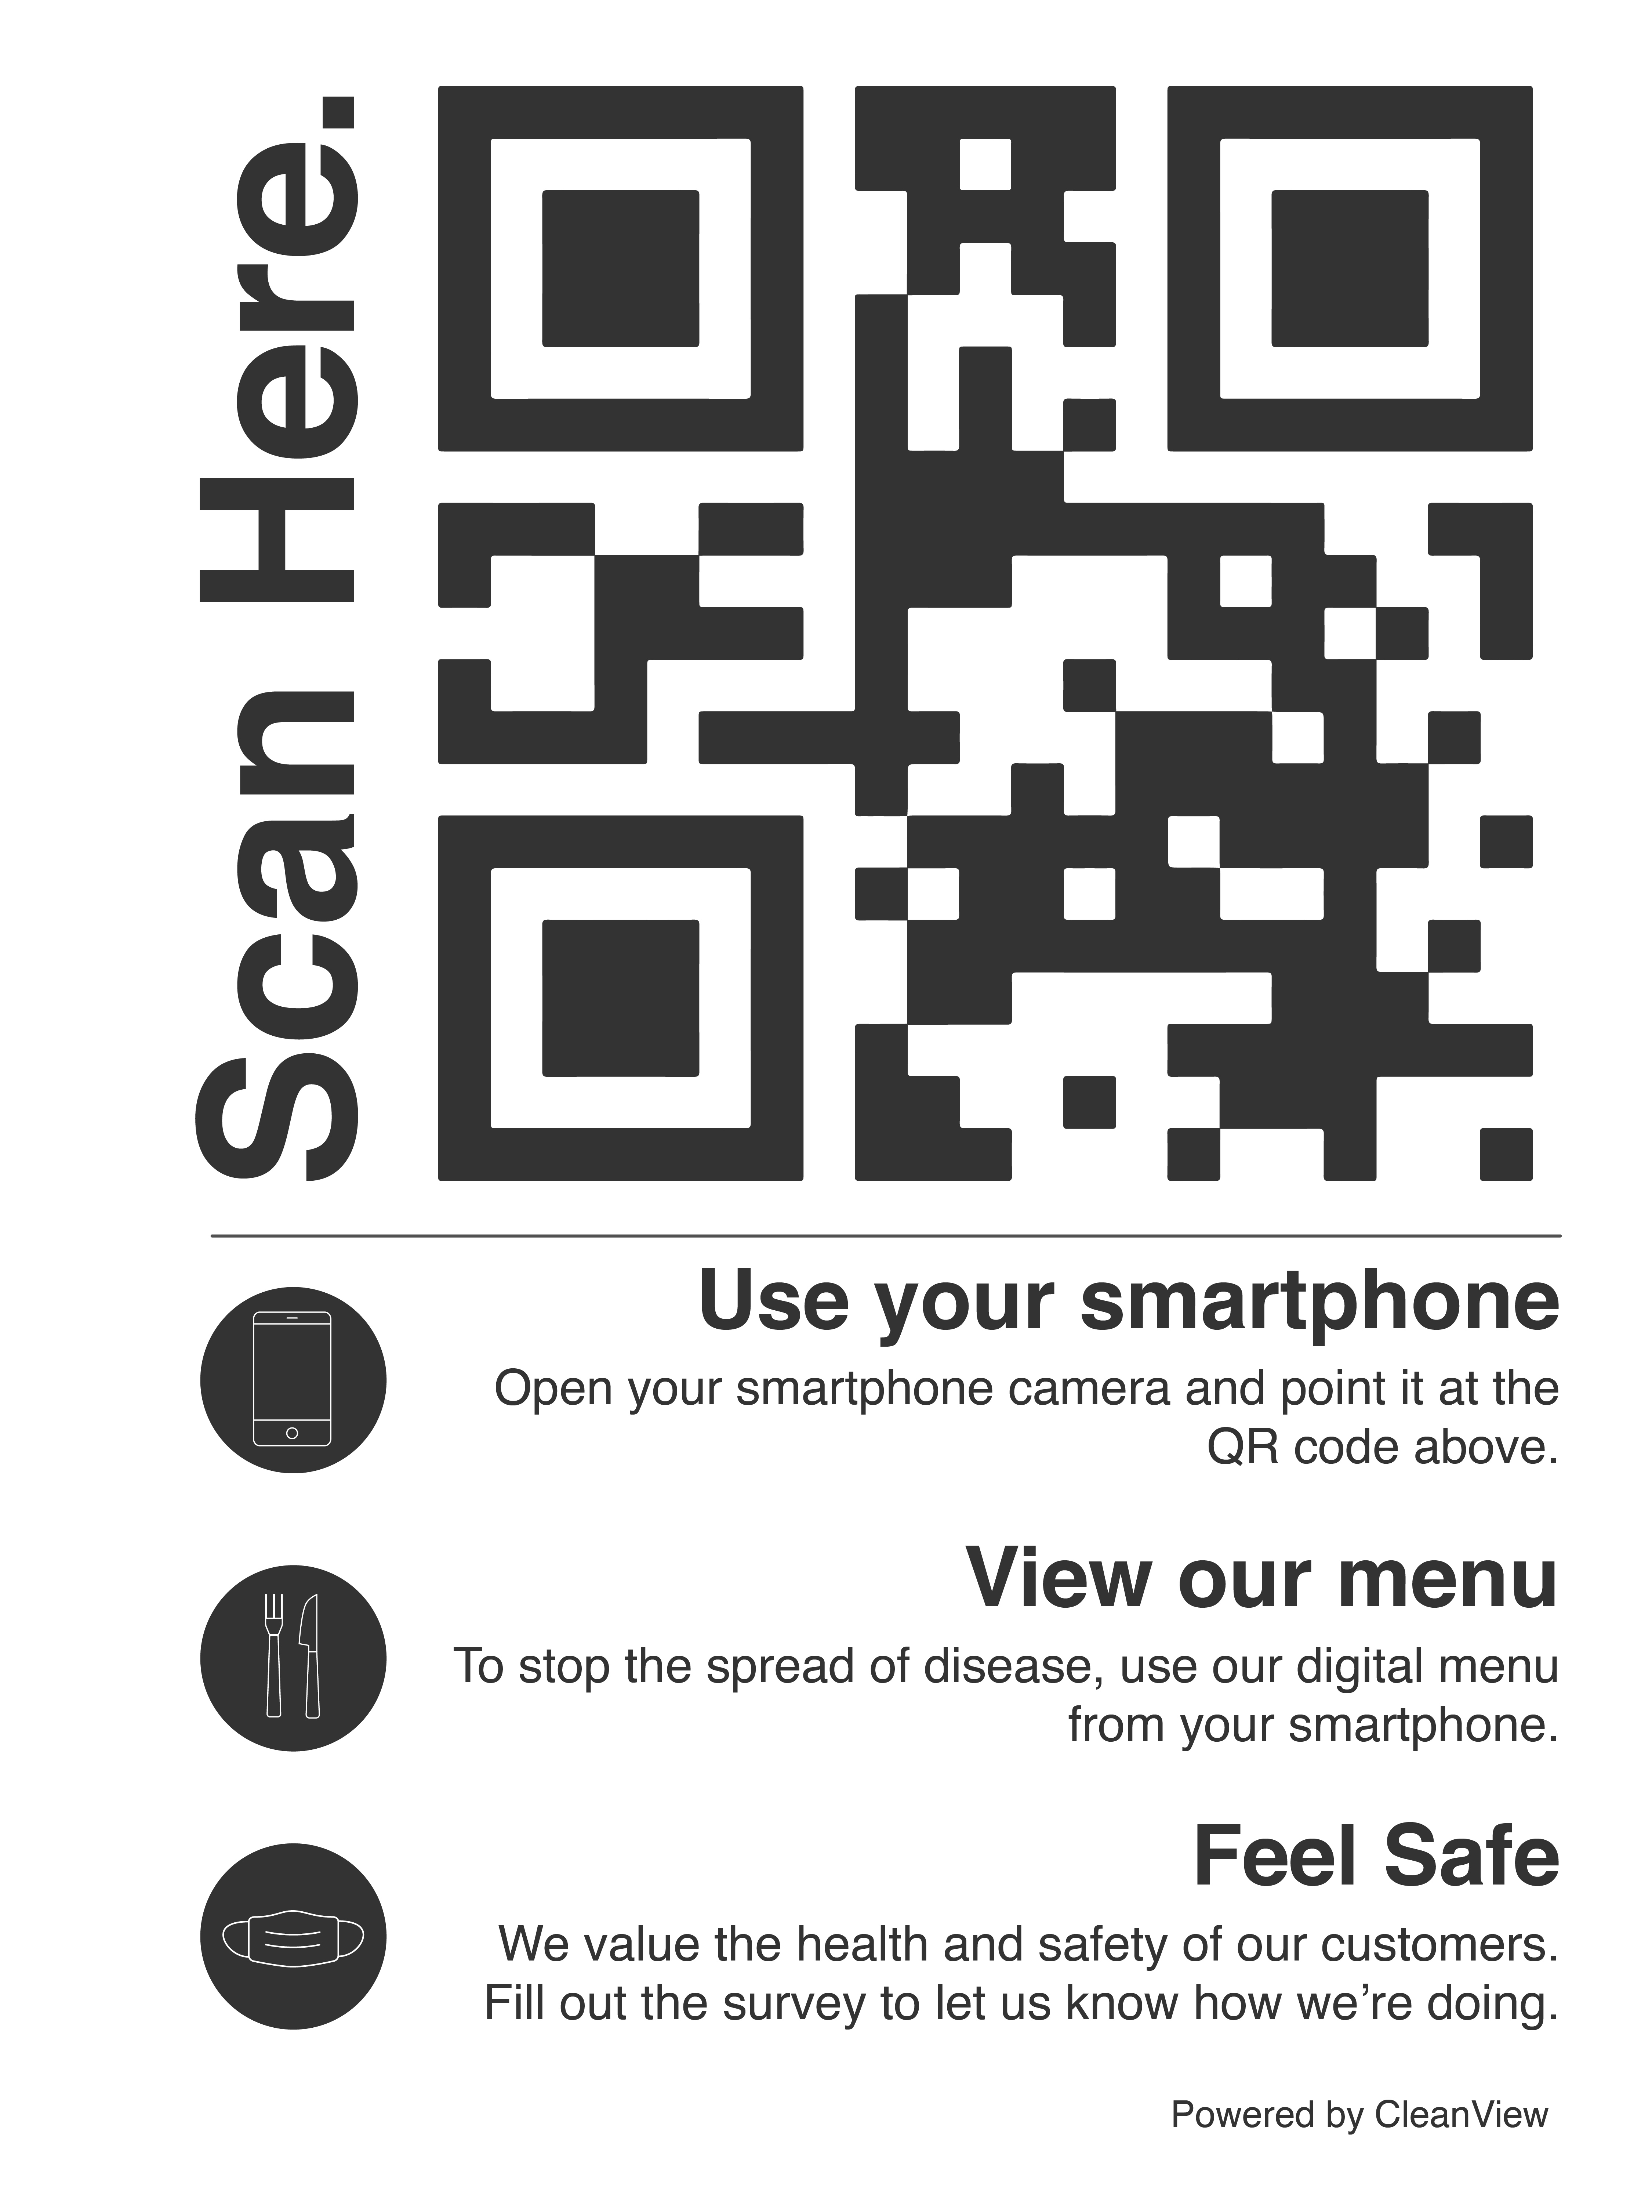 Scan Here.
Use your smartphone
Open your smartphone camera and point it at the
QR code above.
View our menu
To stop the spread of disease, use our digital menu
from your smartphone.
Feel Safe
We value the health and safety of our customers.
Fill out the survey to let us know how we’re doing.
Powered by CleanView